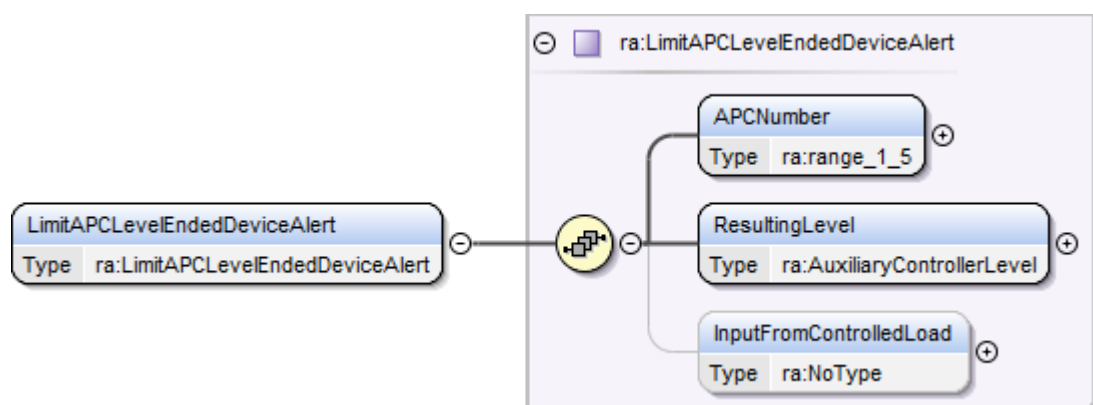 ra:LimitAPCLevelEndedDeviceAlert
APCNumber
Type ra:range_1_5
LimitAPCLevelEndedDeviceAlert
Type ra:LimitAPCLevelEndedDeviceAlert
ResultingLevel
Type ra:AuxiliaryControllerLevel
InputFromControlledLoad
Type ra:NoType